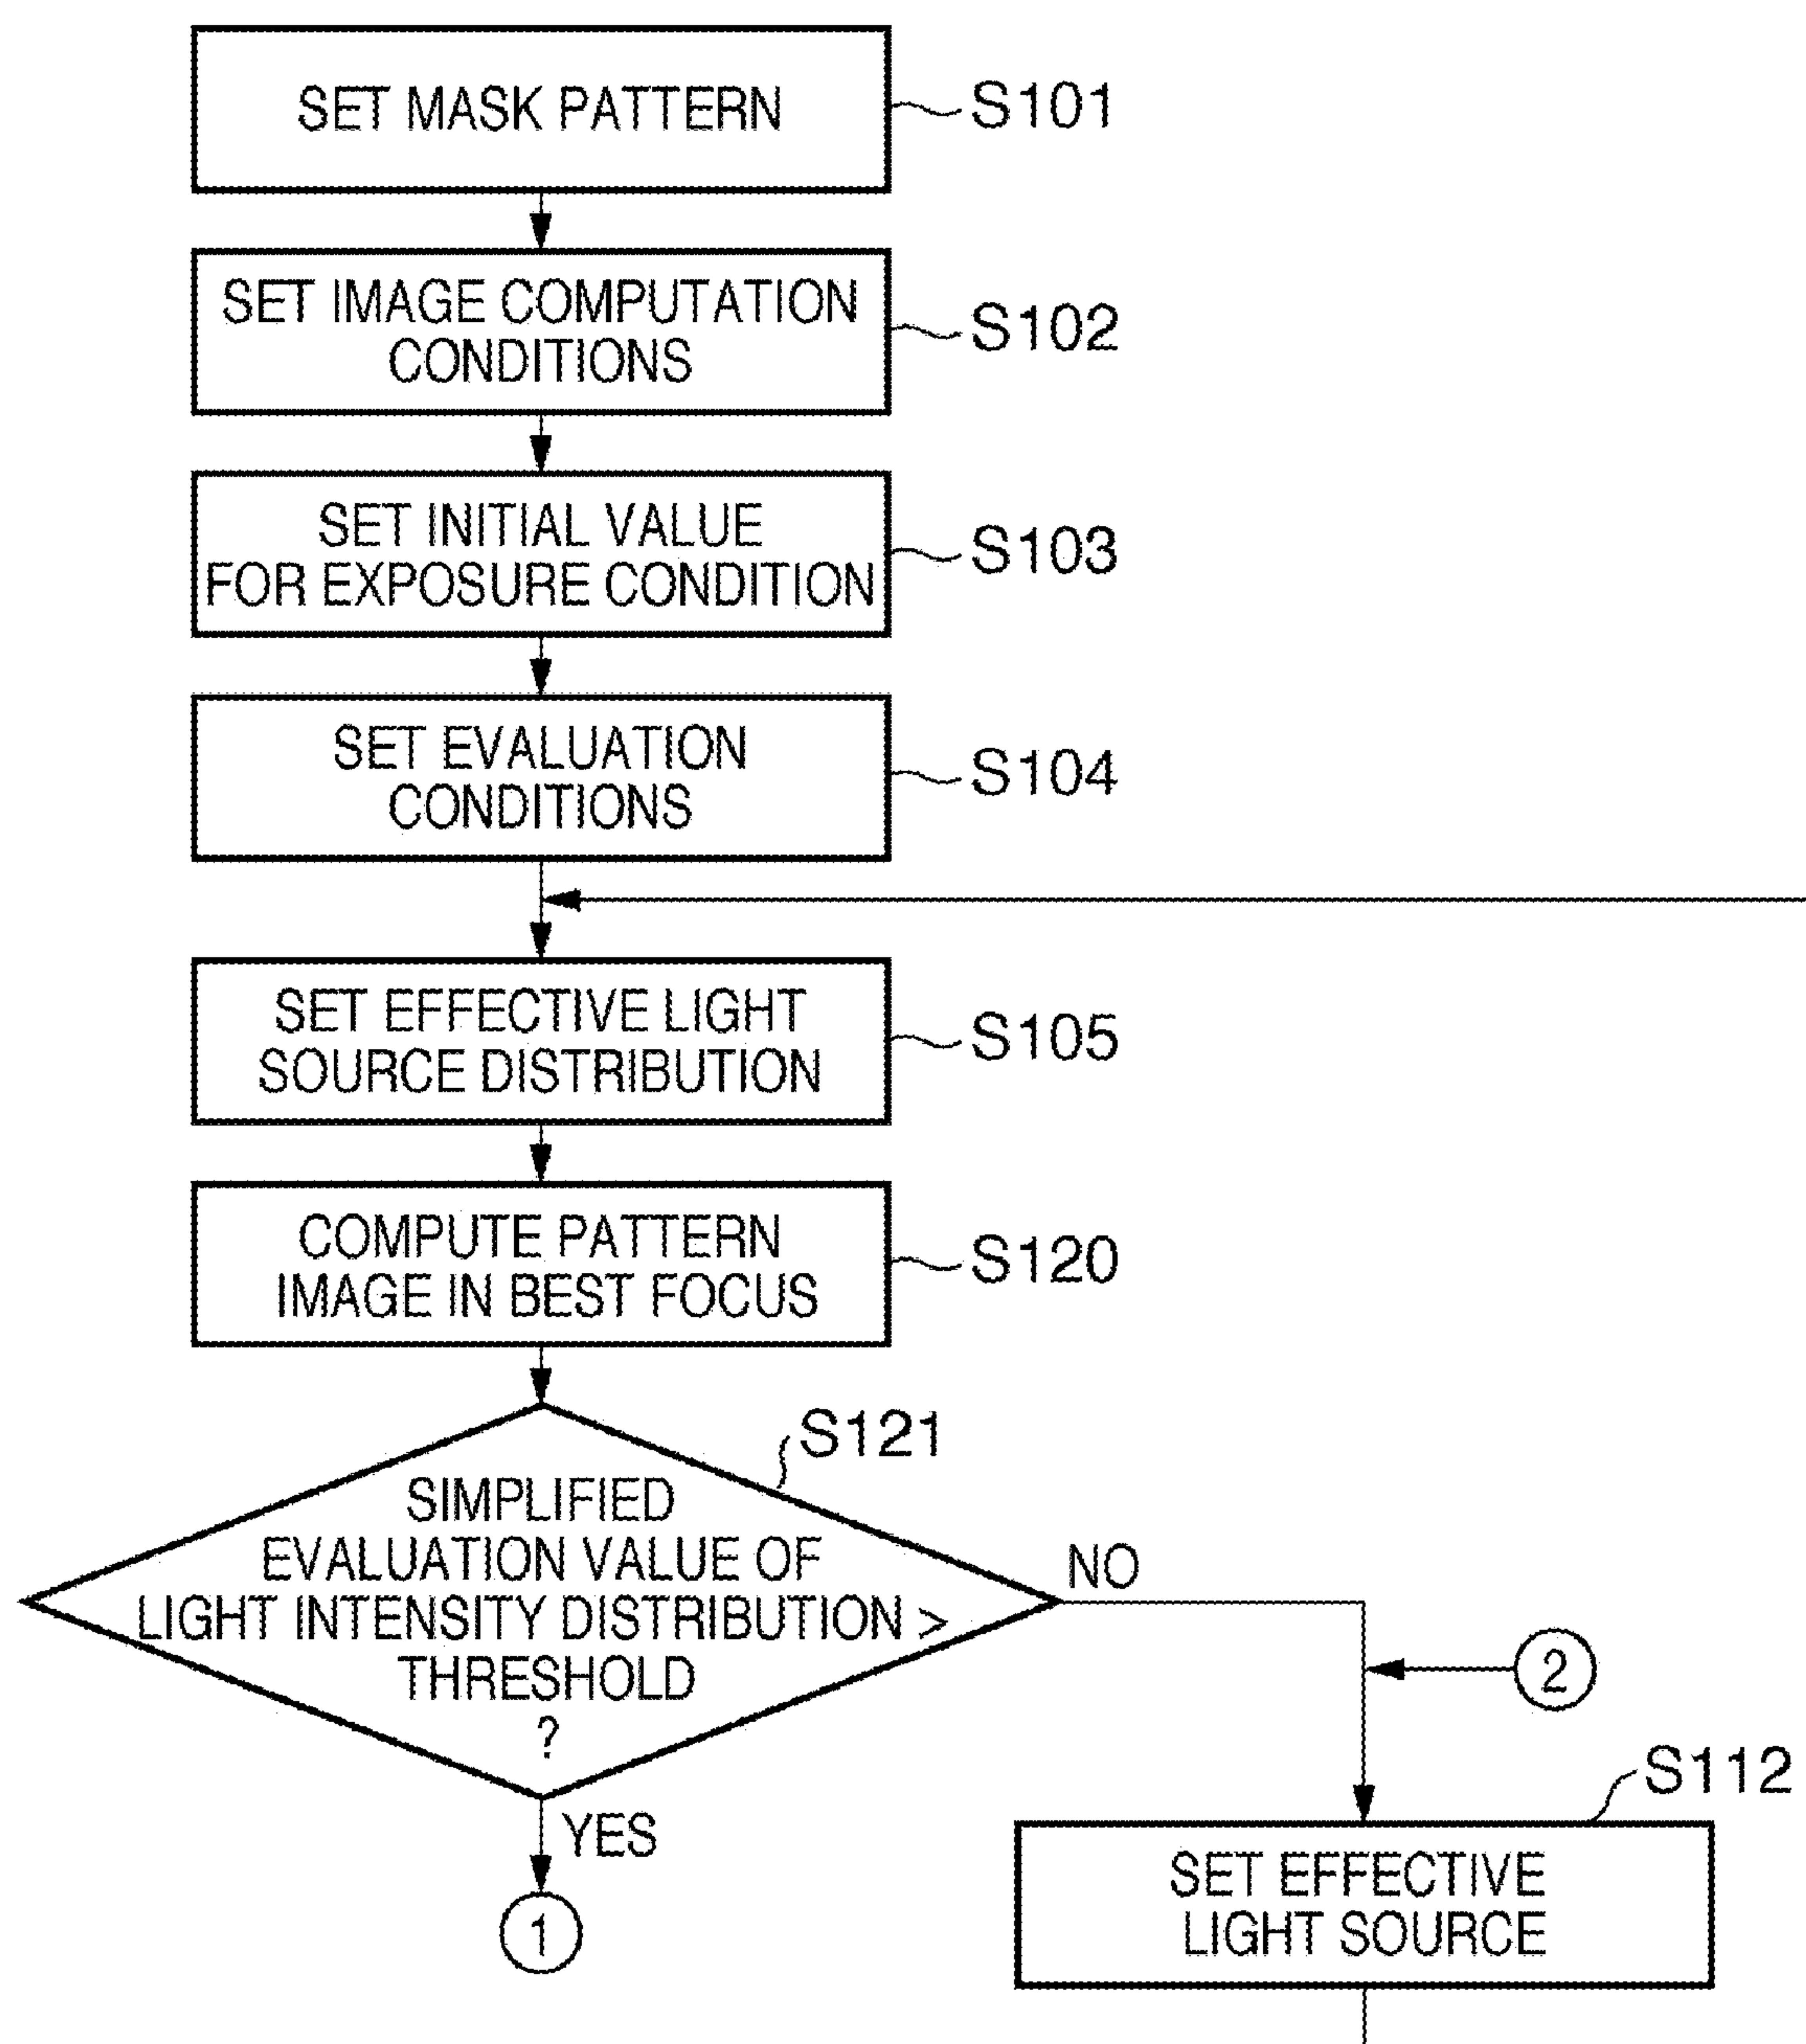 SET MASK PATTERN
S101
SET IMAGE COMPUTATION
CONDITIONS
S102
SET INITIAL VALUE
FOR EXPOSURE CONDITION
S103
SET EVALUATION
CONDITIONS
S104
SET EFFECTIVE LIGHT
SOURCE DISTRIBUTION
S105
COMPUTE PATTERN
IMAGE IN BEST FOCUS
S120
S121
SIMPLIFIED
EVALUATION VALUE OF
LIGHT INTENSITY DISTRIBUTION >
THRESHOLD
?
NO
2
YES
1
S112
SET EFFECTIVE
LIGHT SOURCE